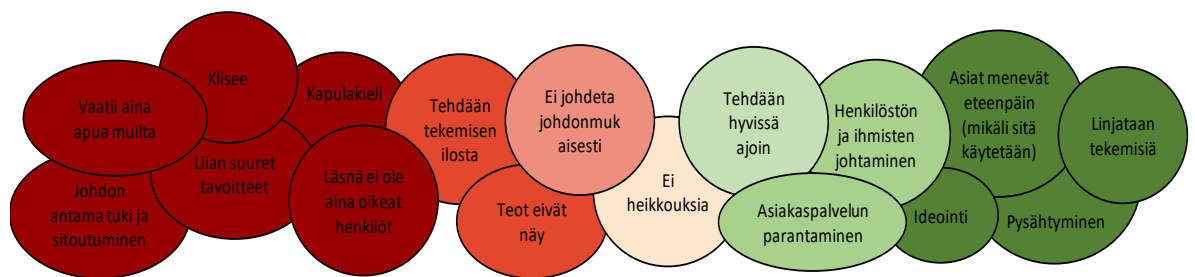 Vaatii aina
apua muilta
Klisee
Kapulakieli
Johdon
antama tuki ja
sitoutuminen
Liian suuret
tavoitteet
Läsnä ei ole
aina oikeat
henkilöt
Tehdään
tekemisen
ilosta
Teot eivät
näy
Ei johdeta
johdonmuk
aisesti
Ei
heikkouksia
Tehdään
hyvissä
ajoin
Henkilöstön
ja ihmisten
johtaminen
Asiakaspalvelun
parantaminen
Ideointi
Asiat menevät
eteenpäin
(mikäli sitä
käytetään)
Pysähtyminen
Linjataan
tekemisiä